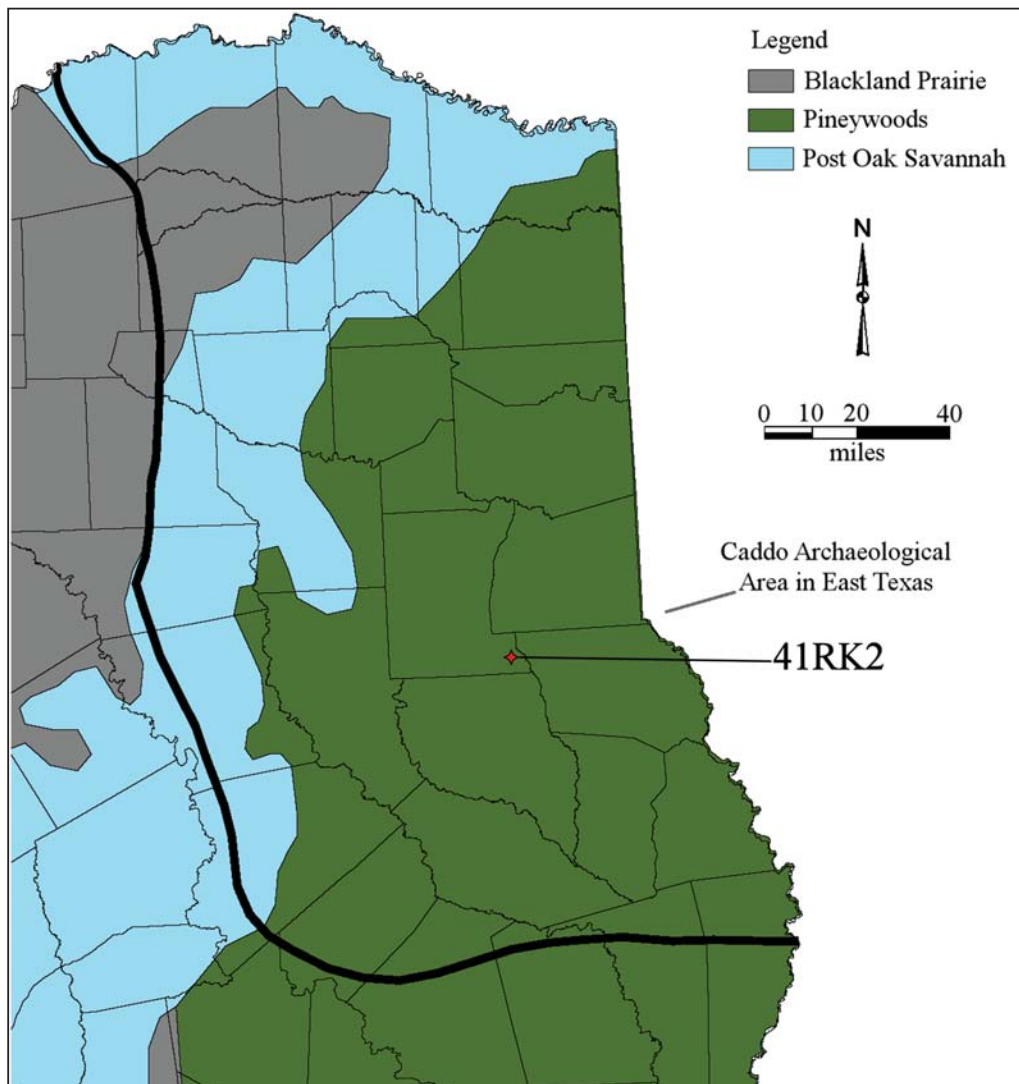 Legend
Blackland Prairie
Pineywoods
Post Oak Savannah
N
0 10 20 40
miles
Caddo Archaeological
Area in East Texas
41RK2